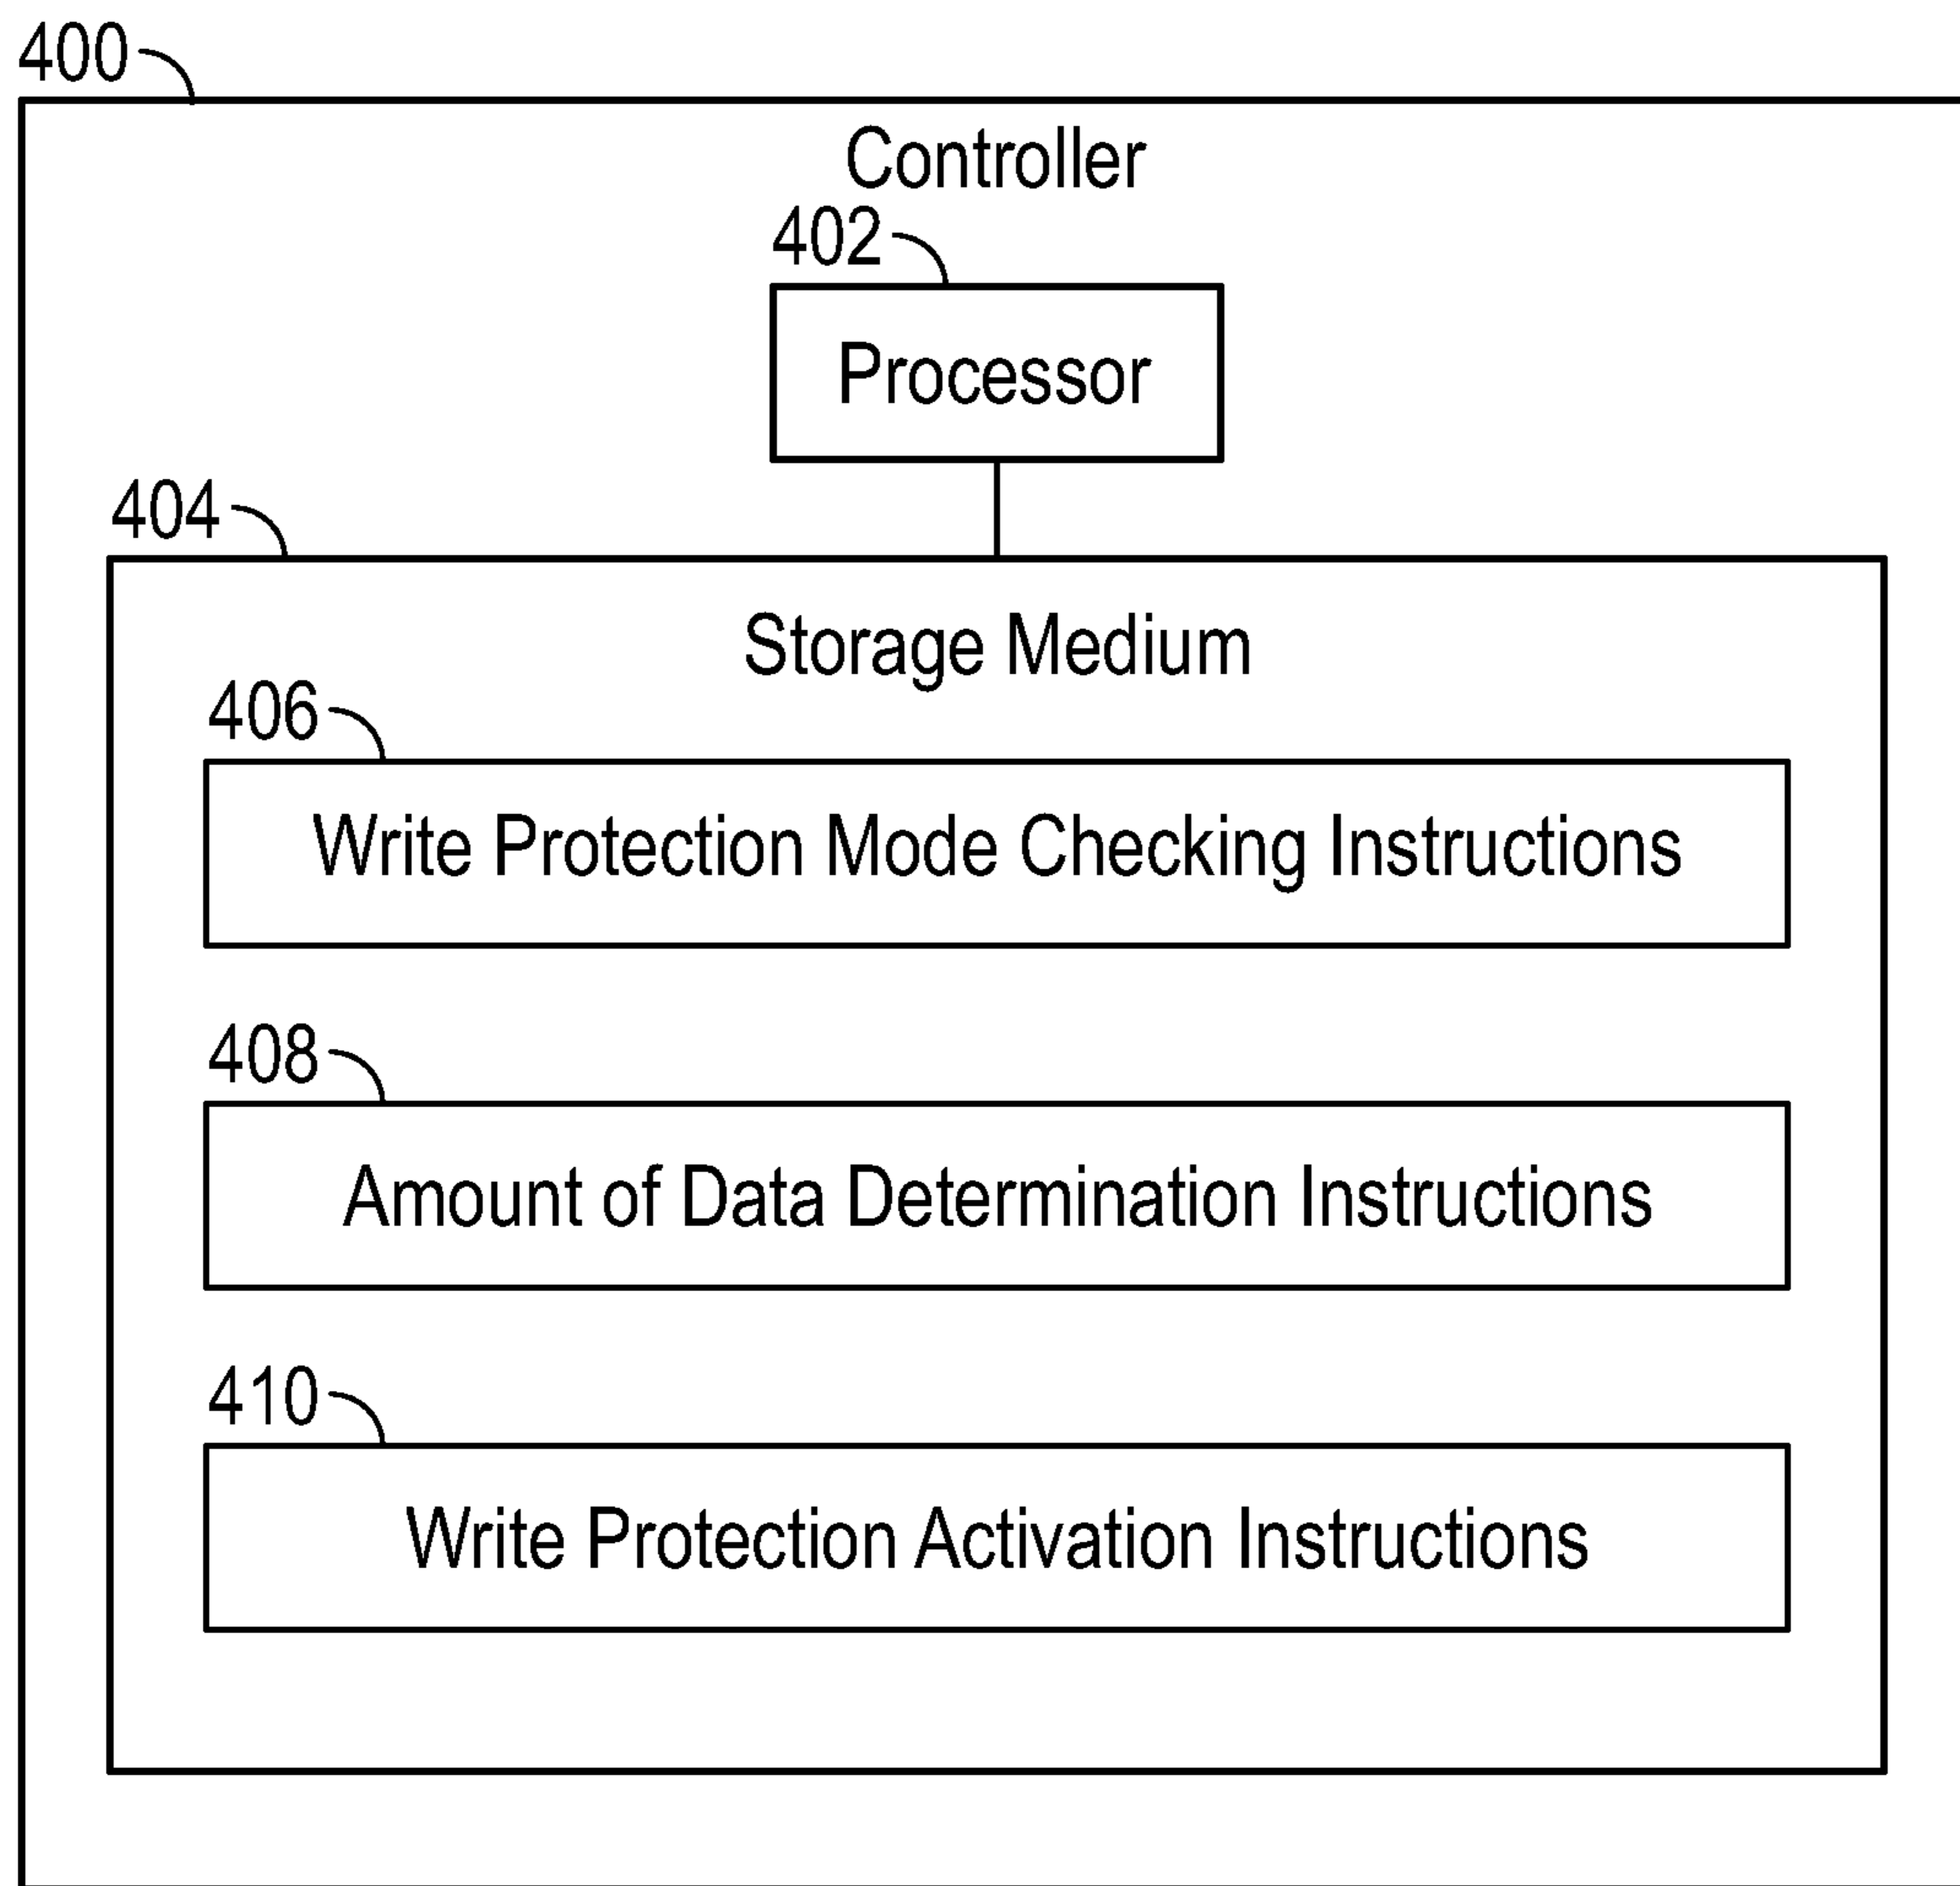 400
Controller
402
Processor
404
Storage Medium
406
Write Protection Mode Checking Instructions
408
Amount of Data Determination Instructions
410
Write Protection Activation Instructions